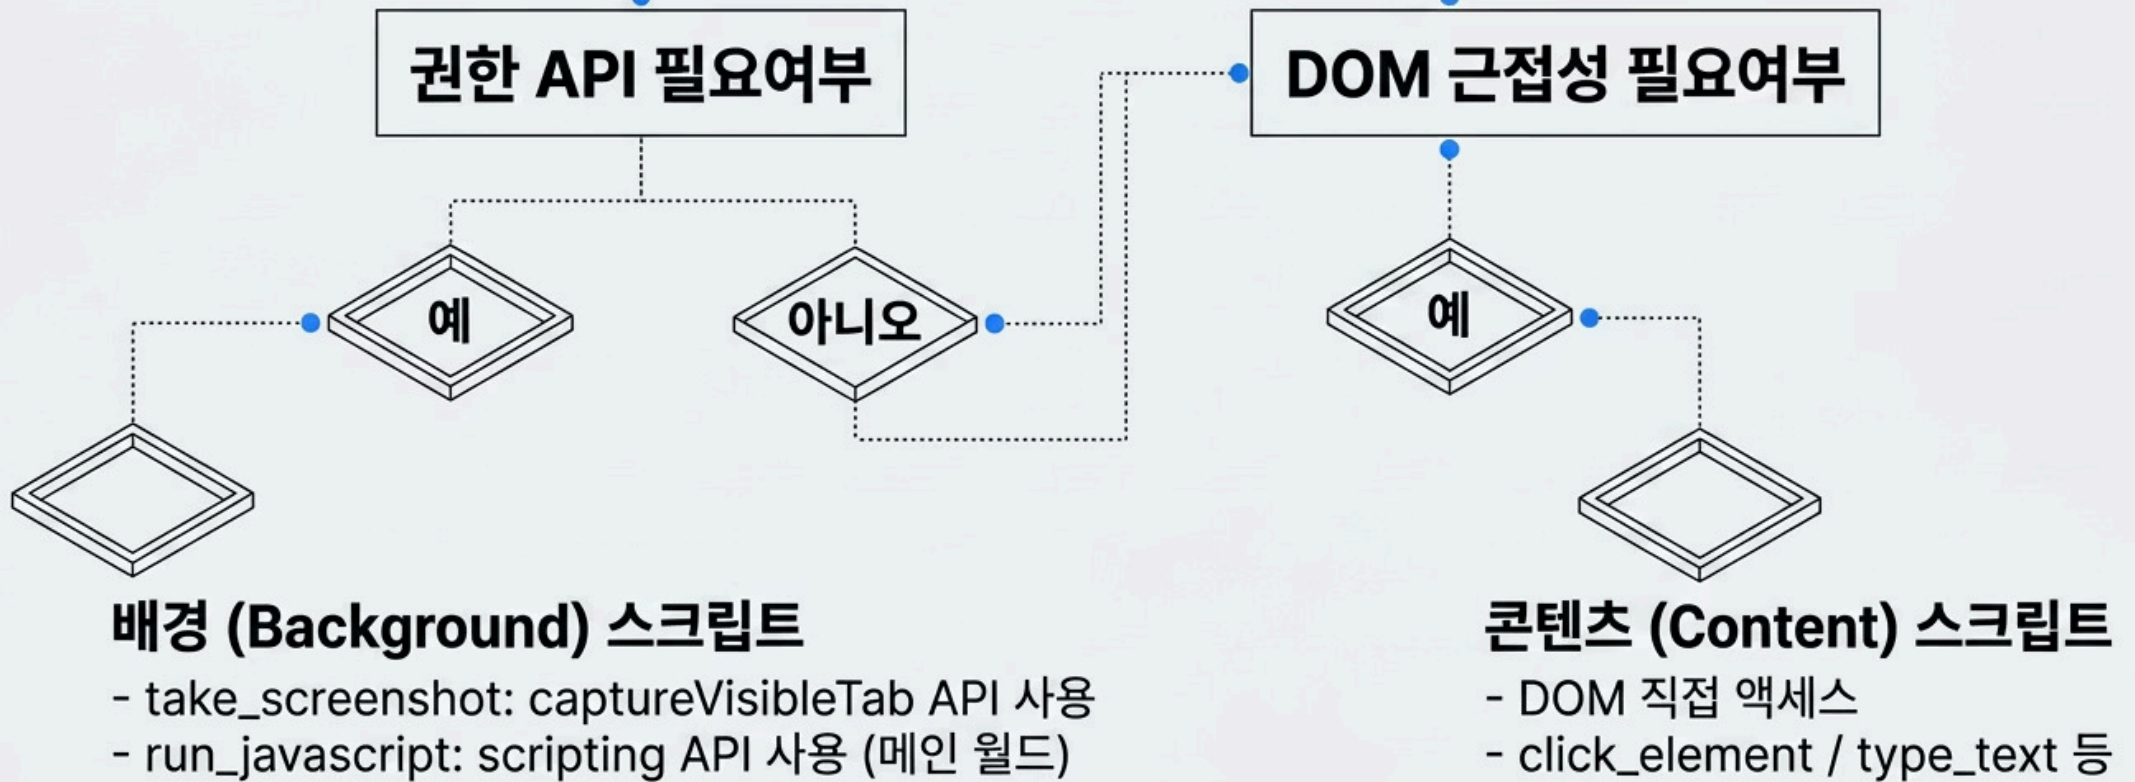 권한 API 필요여부
DOM 근접성 필요여부
예
아니오
예
배경 (Background) 스크립트
- take_screenshot: captureVisibleTab API 사용
- run_javascript: scripting API 사용 (메인 월드)
콘텐츠 (Content) 스크립트
- DOM 직접 액세스
- click_element / type_text 등